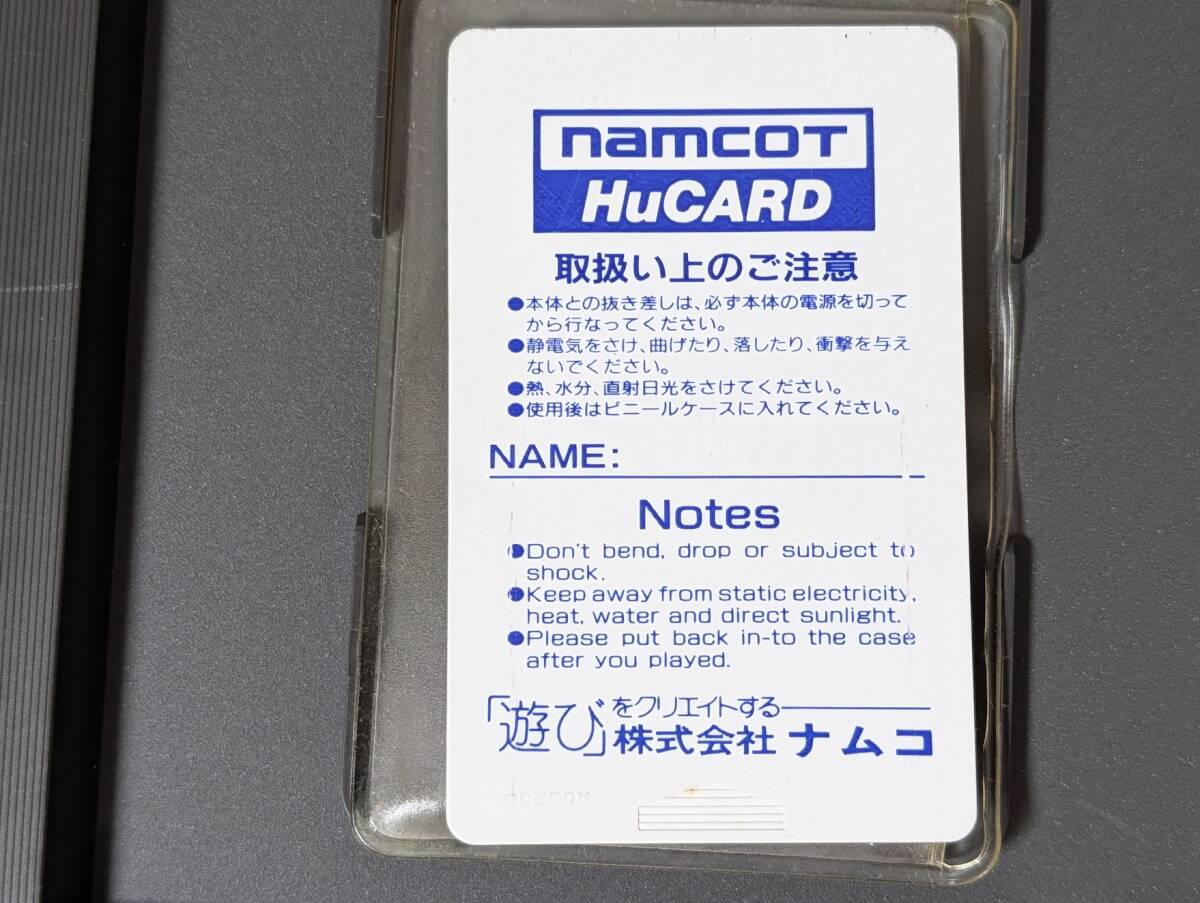 namcot
HuCARD
取扱い上のご注意
●本体との抜き差しは、必ず本体の電源を切って
から行なってください。
●静電気をさけ、曲げたり、落したり、衝撃を与え
ないでください。
●熱、水分、直射日光をさけてください。
●使用後はビニールケースに入れてください。
NAME:
Notes
●Don't bend, drop or subject to
shock.
●Keep away from static electricity,
heat, water and direct sunlight.
●Please put back in-to the case
after you played.
「遊び」をクリエイトする
株式会社 ナムコ